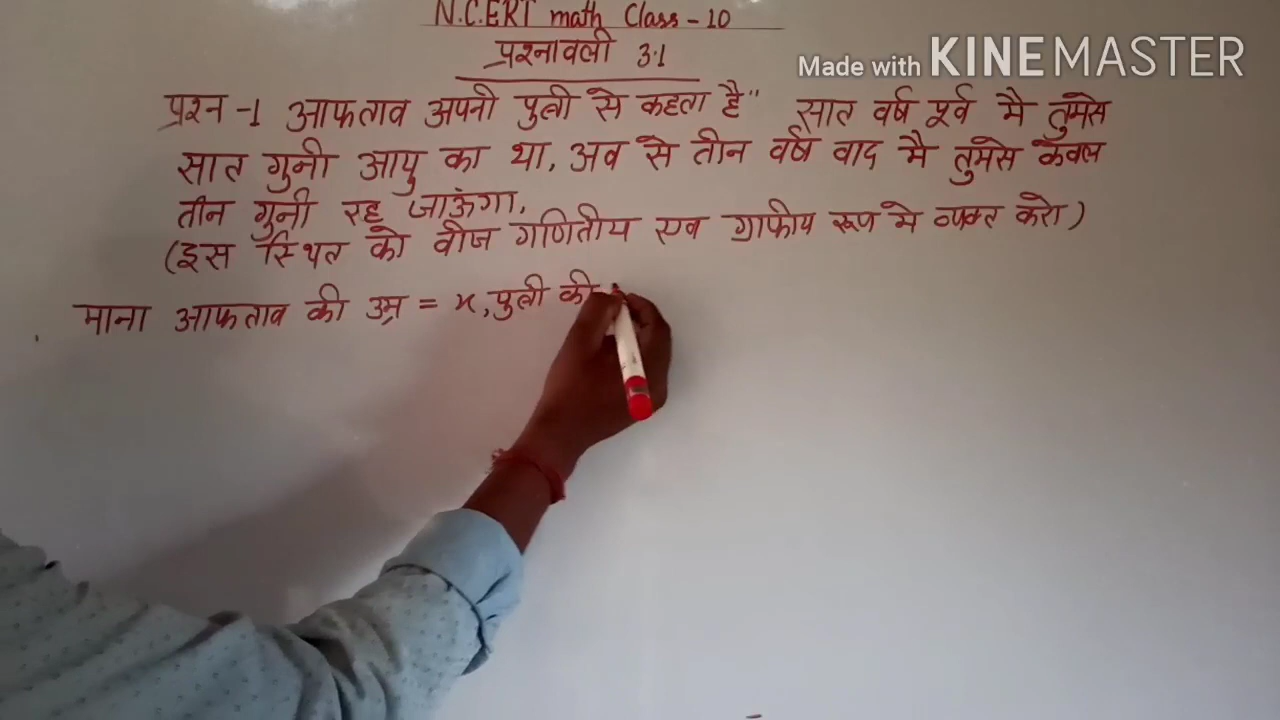 N.C.ERT math Class - 10
प्रश्नावली 3.1
Made with KINEMASTER
प्रश्न -1 आफताव अपनी पुत्री से कहता है" सात वर्ष पूर्व मै तुमसे
सात गुनी आयु का था, अव से तीन वर्ष वाद मै तुमसे केवल
तीन गुनी रह जाऊंगा,
(इस स्थित को वीज गणितीय एव ग्राफीय रूप मे व्यक्त करो)
माना आफताव की उम्र = x, पुत्री की